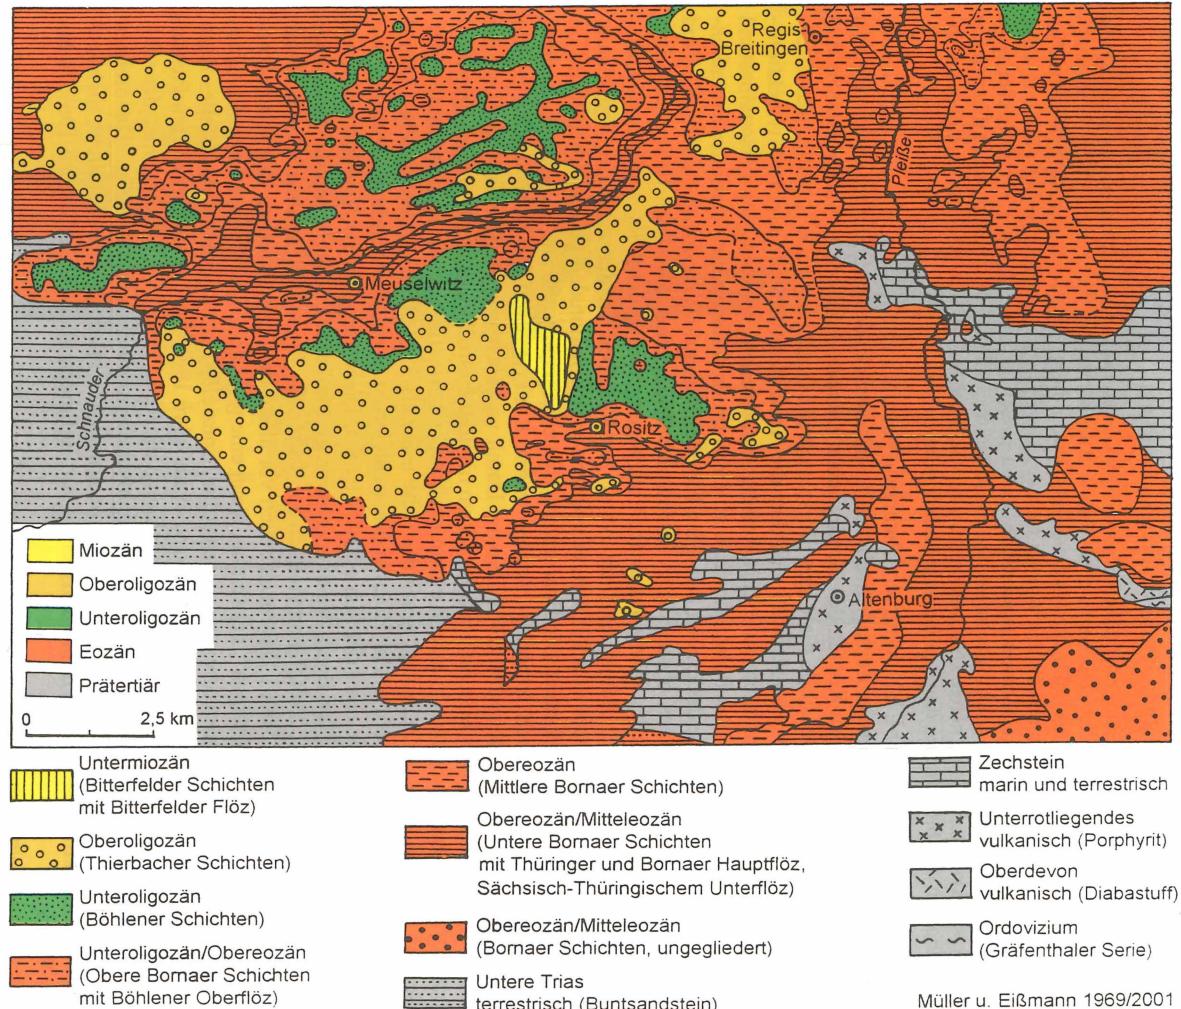 Regis
Breitingen
Pleiße
Meuselwitz
Schnauder
Rositz
Altenburg
Miozän
Oberoligozän
Unteroligozän
Eozän
Prätertiär
0 2,5 km
Untermiozän
(Bitterfelder Schichten
mit Bitterfelder Flöz)
Oberoligozän
(Thierbacher Schichten)
Unteroligozän
(Böhlener Schichten)
Unteroligozän/Obereozän
(Obere Bornaer Schichten
mit Böhlener Oberflöz)
Obereozän
(Mittlere Bornaer Schichten)
Obereozän/Mitteleozän
(Untere Bornaer Schichten
mit Thüringer und Bornaer Hauptflöz,
Sächsisch-Thüringischem Unterflöz)
Obereozän/Mitteleozän
(Bornaer Schichten, ungegliedert)
Untere Trias
terrestrisch (Buntsandstein)
Zechstein
marin und terrestrisch
Unterrotliegendes
vulkanisch (Porphyrit)
Oberdevon
vulkanisch (Diabastuff)
Ordovizium
(Gräfenthaler Serie)
Müller u. Eißmann 1969/2001